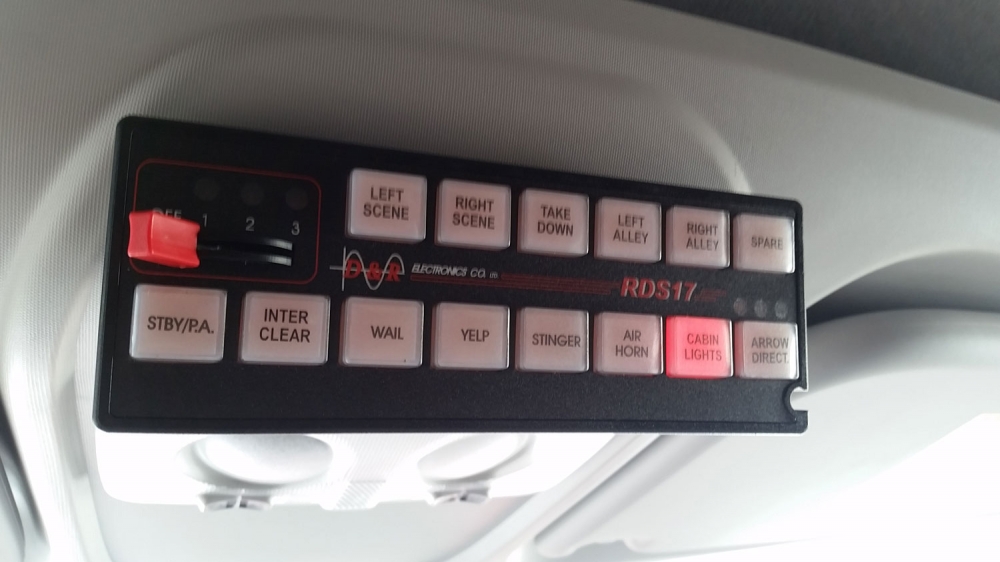 LEFT SCENE
RIGHT SCENE
TAKE DOWN
LEFT ALLEY
RIGHT ALLEY
SPARE
OFF 1 2 3
D&R ELECTRONICS CO. LTD.
RDS17
STBY/P.A.
INTER CLEAR
WAIL
YELP
STINGER
AIR HORN
CABIN LIGHTS
ARROW DIRECT